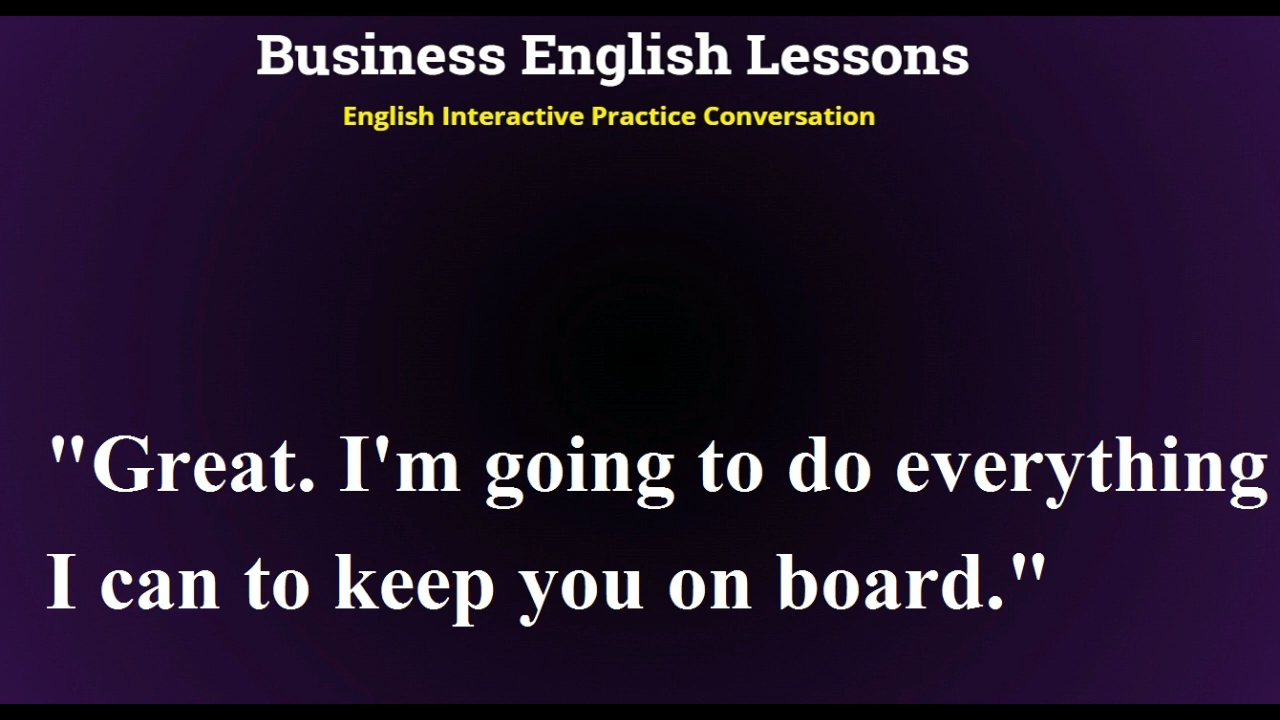 Business English Lessons
English Interactive Practice Conversation
"Great. I'm going to do everything
I can to keep you on board."